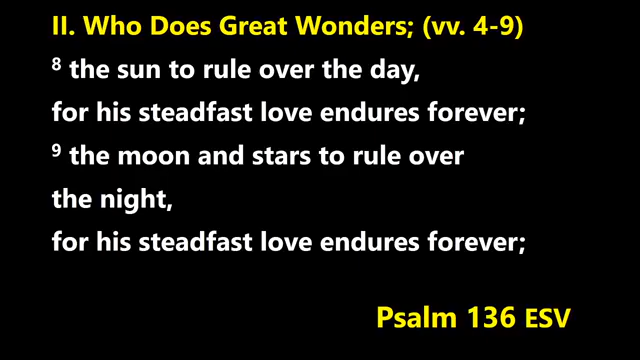 II. Who Does Great Wonders; (vv. 4-9)
8 the sun to rule over the day,
for his steadfast love endures forever;
9 the moon and stars to rule over
the night,
for his steadfast love endures forever;
Psalm 136 ESV